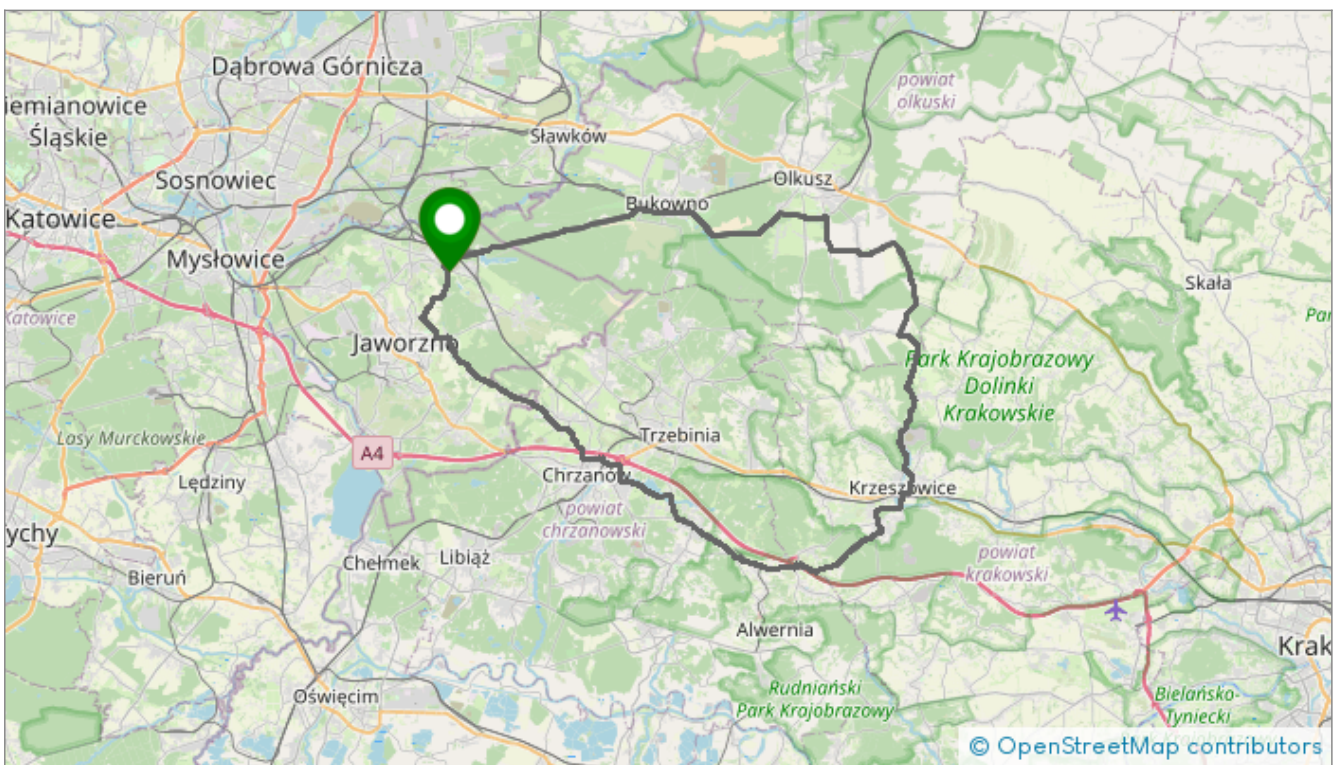 Dąbrowa Górnicza
iemianowice
Śląskie
powiat
olkuski
Sławków
Sosnowiec
Olkusz
Bukowno
Katowice
Mysłowice
Skała
Katowice
Par
Jaworzno
Park Krajobrazowy
Dolinki
Krakowskie
Lasy Murckowskie
A4
Trzebinia
Lędziny
Chrzanów
Krzeszowice
powiat
chrzanowski
ychy
Bieruń
Chełmek
Libiąż
powiat
krakowski
Alwernia
Krak
Oświęcim
Rudniański
Park Krajobrazowy
Bielańsko-
Tyniecki
© OpenStreetMap contributors